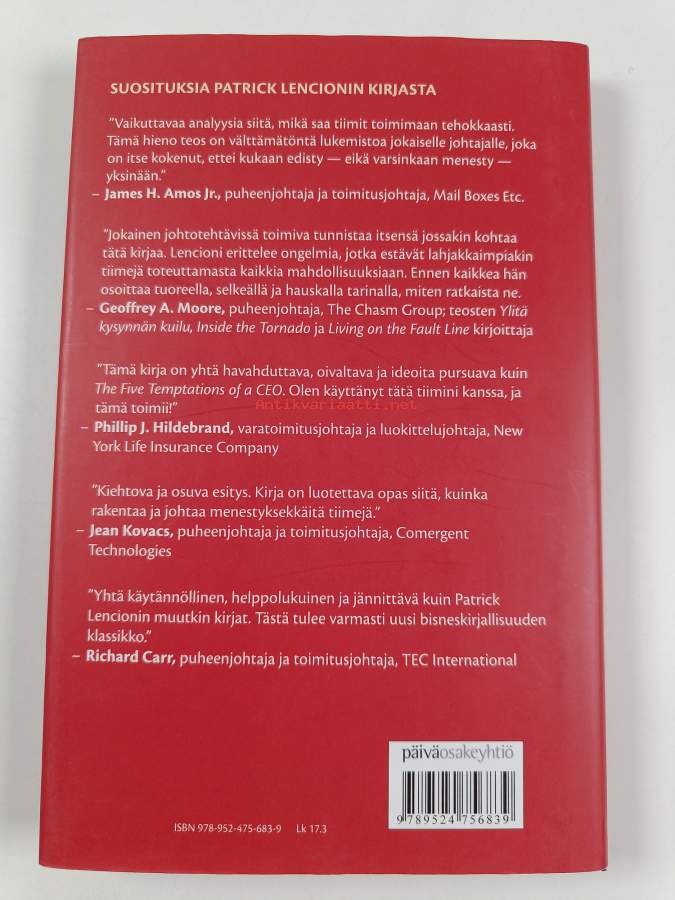 SUOSITUKSIA PATRICK LENCIONIN KIRJASTA
”Vaikuttavaa analyysia siitä, mikä saa tiimit toimimaan tehokkaasti.
Tämä hieno teos on välttämätöntä lukemistoa jokaiselle johtajalle, joka
on itse kokenut, ettei kukaan edisty — eikä varsinkaan menesty —
yksinään.”
– James H. Amos Jr., puheenjohtaja ja toimitusjohtaja, Mail Boxes Etc.
”Jokainen johtotehtävissä toimiva tunnistaa itsensä jossakin kohtaa
tätä kirjaa. Lencioni erittelee ongelmia, jotka estävät lahjakkaimpiakin
tiimejä toteuttamasta kaikkia mahdollisuuksiaan. Ennen kaikkea hän
osoittaa tuoreella, selkeällä ja hauskalla tarinalla, miten ratkaista ne.
– Geoffrey A. Moore, puheenjohtaja, The Chasm Group; teosten Ylitä
kysynnän kuilu, Inside the Tornado ja Living on the Fault Line kirjoittaja
”Tämä kirja on yhtä havahduttava, oivaltava ja ideoita pursuava kuin
The Five Temptations of a CEO. Olen käyttänyt tätä tiimini kanssa, ja
tämä toimii!”
Antikvariaatti.net
– Phillip J. Hildebrand, varatoimitusjohtaja ja luokittelujohtaja, New
York Life Insurance Company
”Kiehtova ja osuva esitys. Kirja on luotettava opas siitä, kuinka
rakentaa ja johtaa menestyksekkäitä tiimejä.”
– Jean Kovacs, puheenjohtaja ja toimitusjohtaja, Comergent
Technologies
”Yhtä käytännöllinen, helppolukuinen ja jännittävä kuin Patrick
Lencionin muutkin kirjat. Tästä tulee varmasti uusi bisneskirjallisuuden
klassikko.”
– Richard Carr, puheenjohtaja ja toimitusjohtaja, TEC International
päiväosakeyhtiö
9 789524 756839
ISBN 978-952-475-683-9 Lk 17.3